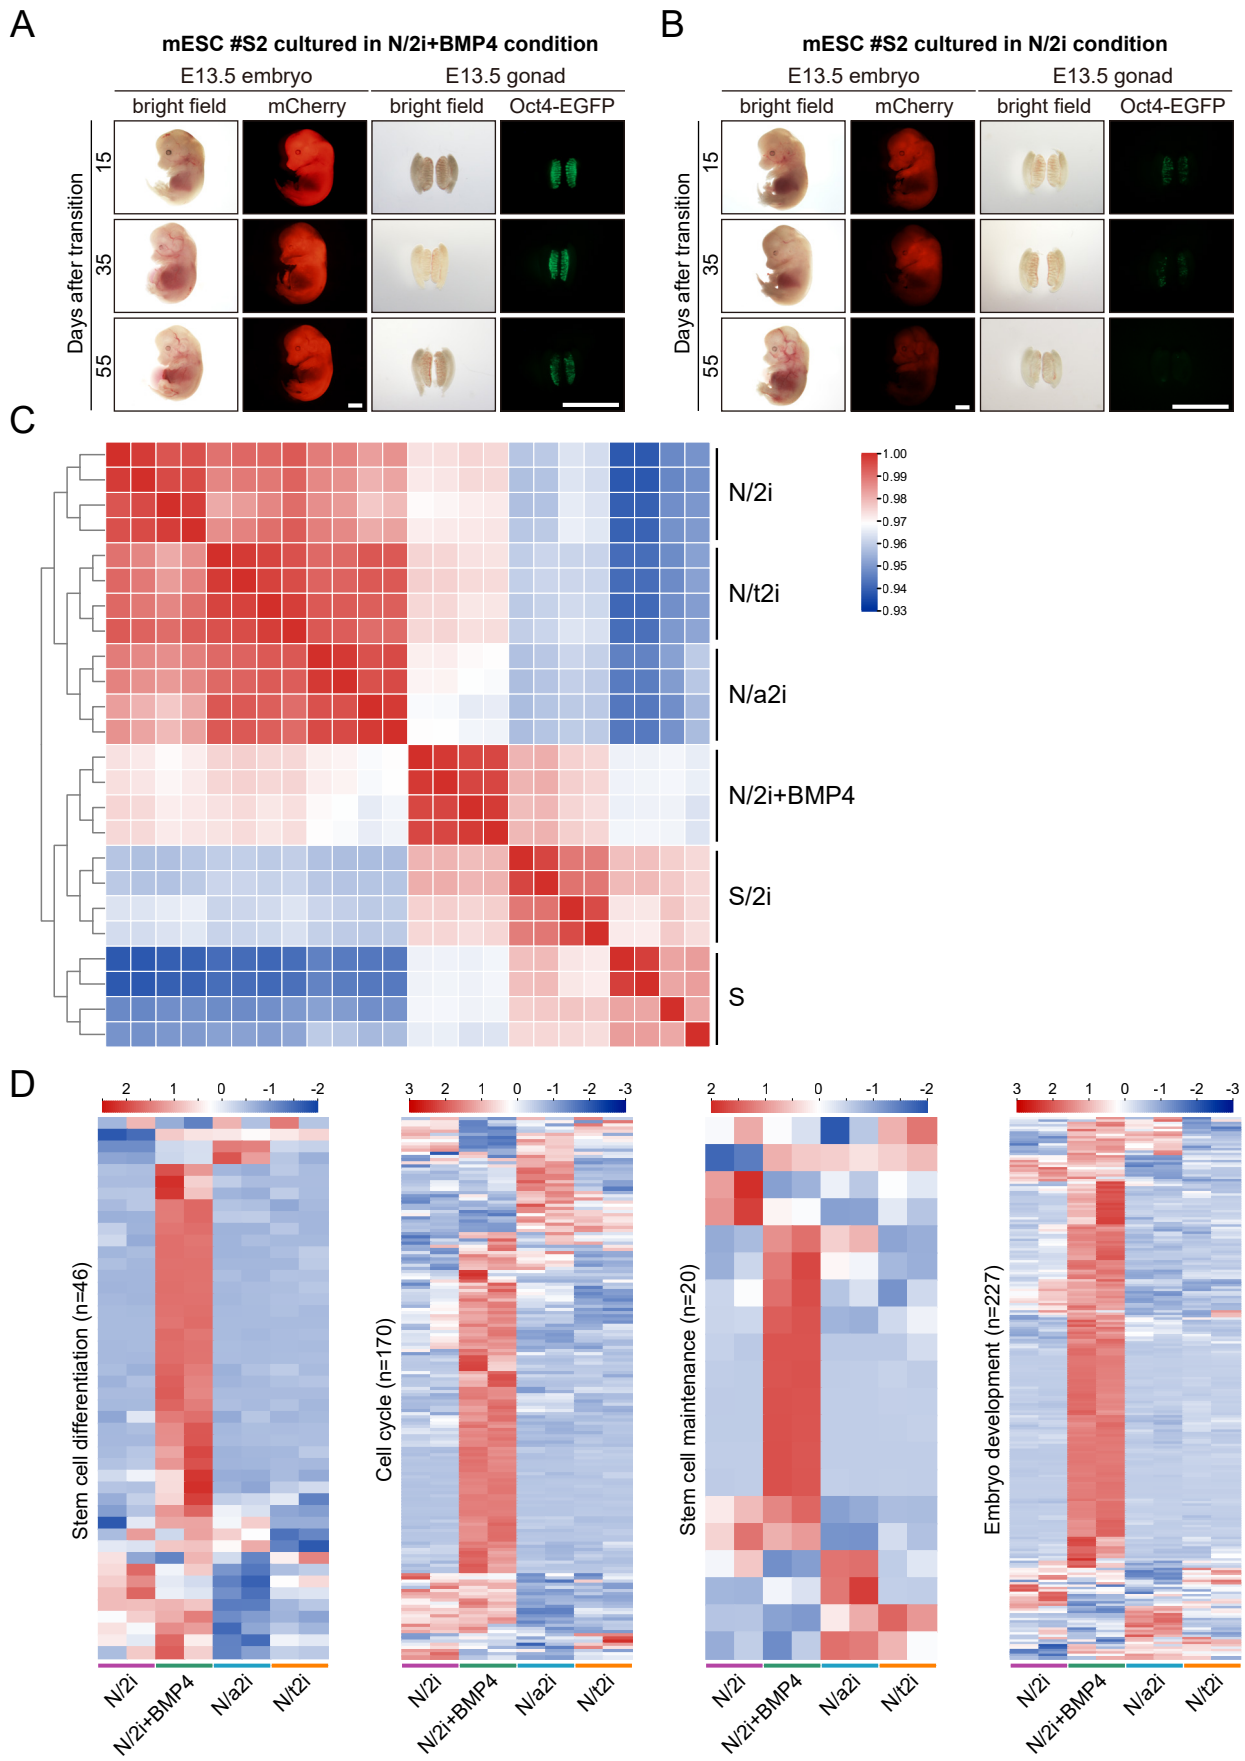 A
mESC #S2 cultured in N/2i+BMP4 condition
E13.5 embryo
E13.5 gonad
bright field
mCherry
bright field
Oct4-EGFP
Days after transition
15
35
55
B
mESC #S2 cultured in N/2i condition
E13.5 embryo
E13.5 gonad
bright field
mCherry
bright field
Oct4-EGFP
Days after transition
15
35
55
C
N/2i
N/t2i
N/a2i
N/2i+BMP4
S/2i
S
1.00
0.99
0.98
0.97
0.96
0.95
0.94
0.93
D
2 1 0 -1 -2
Stem cell differentiation (n=46)
N/2i
N/2i+BMP4
N/a2i
N/t2i
3 2 1 0 -1 -2 -3
Cell cycle (n=170)
N/2i
N/2i+BMP4
N/a2i
N/t2i
2 1 0 -1 -2
Stem cell maintenance (n=20)
N/2i
N/2i+BMP4
N/a2i
N/t2i
3 2 1 0 -1 -2 -3
Embryo development (n=227)
N/2i
N/2i+BMP4
N/a2i
N/t2i